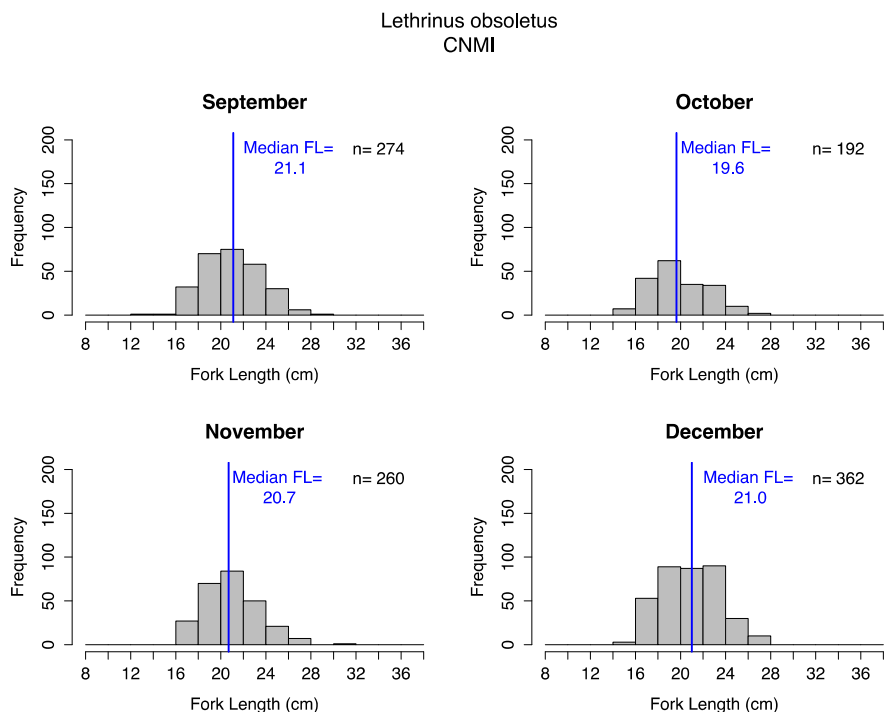 Lethrinus obsoletus
CNMI
September
Median FL=
21.1
n= 274
Frequency
200
150
100
50
0
8 12 16 20 24 28 32 36
Fork Length (cm)
October
Median FL=
19.6
n= 192
Frequency
200
150
100
50
0
8 12 16 20 24 28 32 36
Fork Length (cm)
November
Median FL=
20.7
n= 260
Frequency
200
150
100
50
0
8 12 16 20 24 28 32 36
Fork Length (cm)
December
Median FL=
21.0
n= 362
Frequency
200
150
100
50
0
8 12 16 20 24 28 32 36
Fork Length (cm)